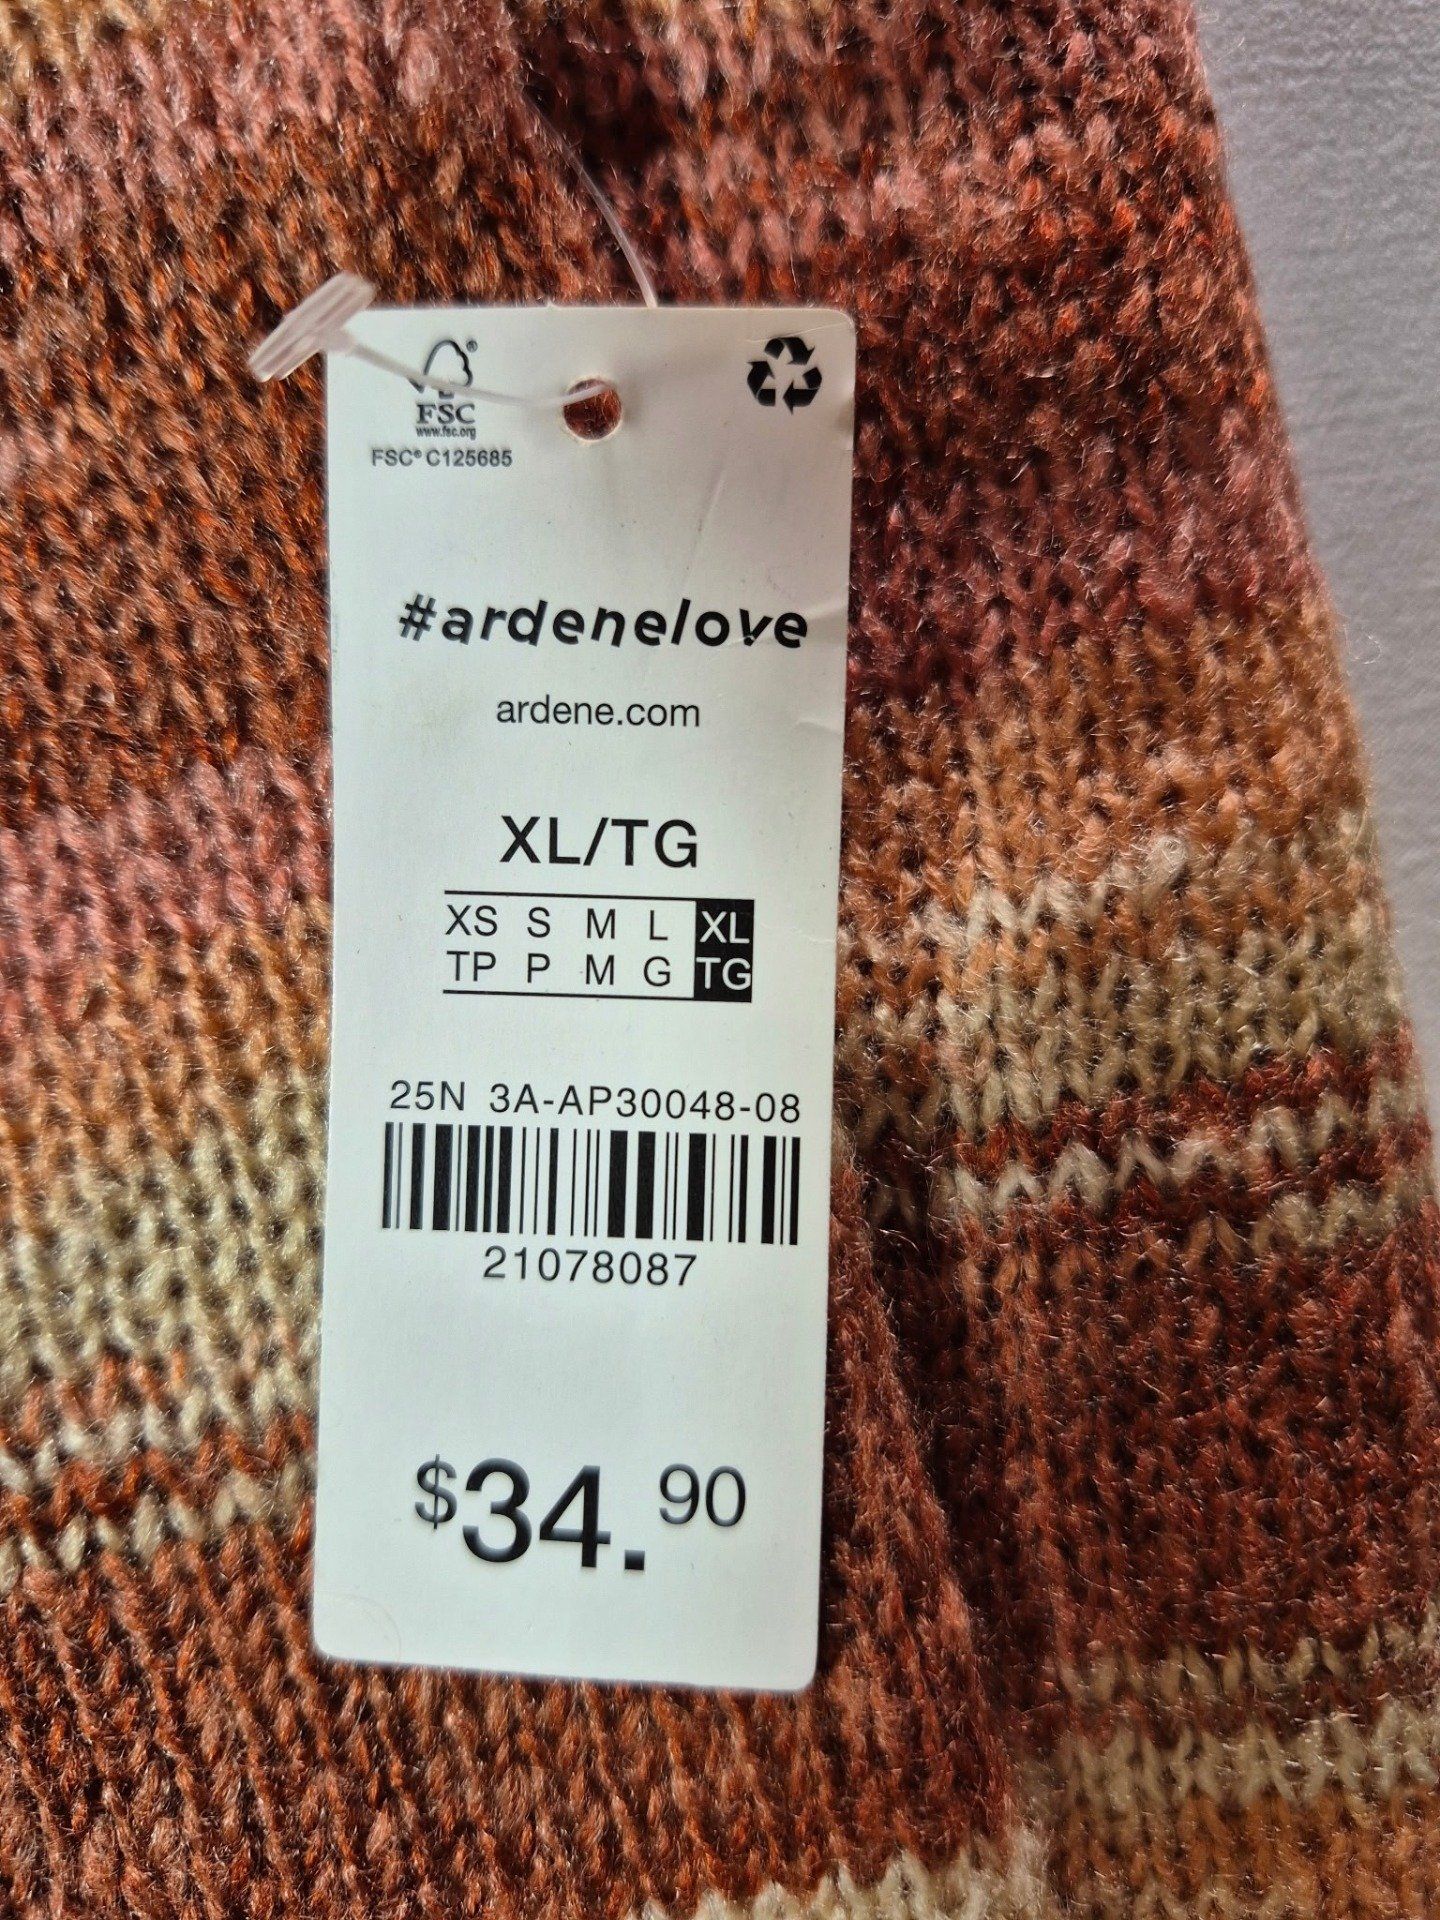 FSC
www.fsc.org
FSC® C125685
#ardenelove
ardene.com
XL/TG
XS S M L XL
TP P M G TG
25N 3A-AP30048-08
21078087
$34.90